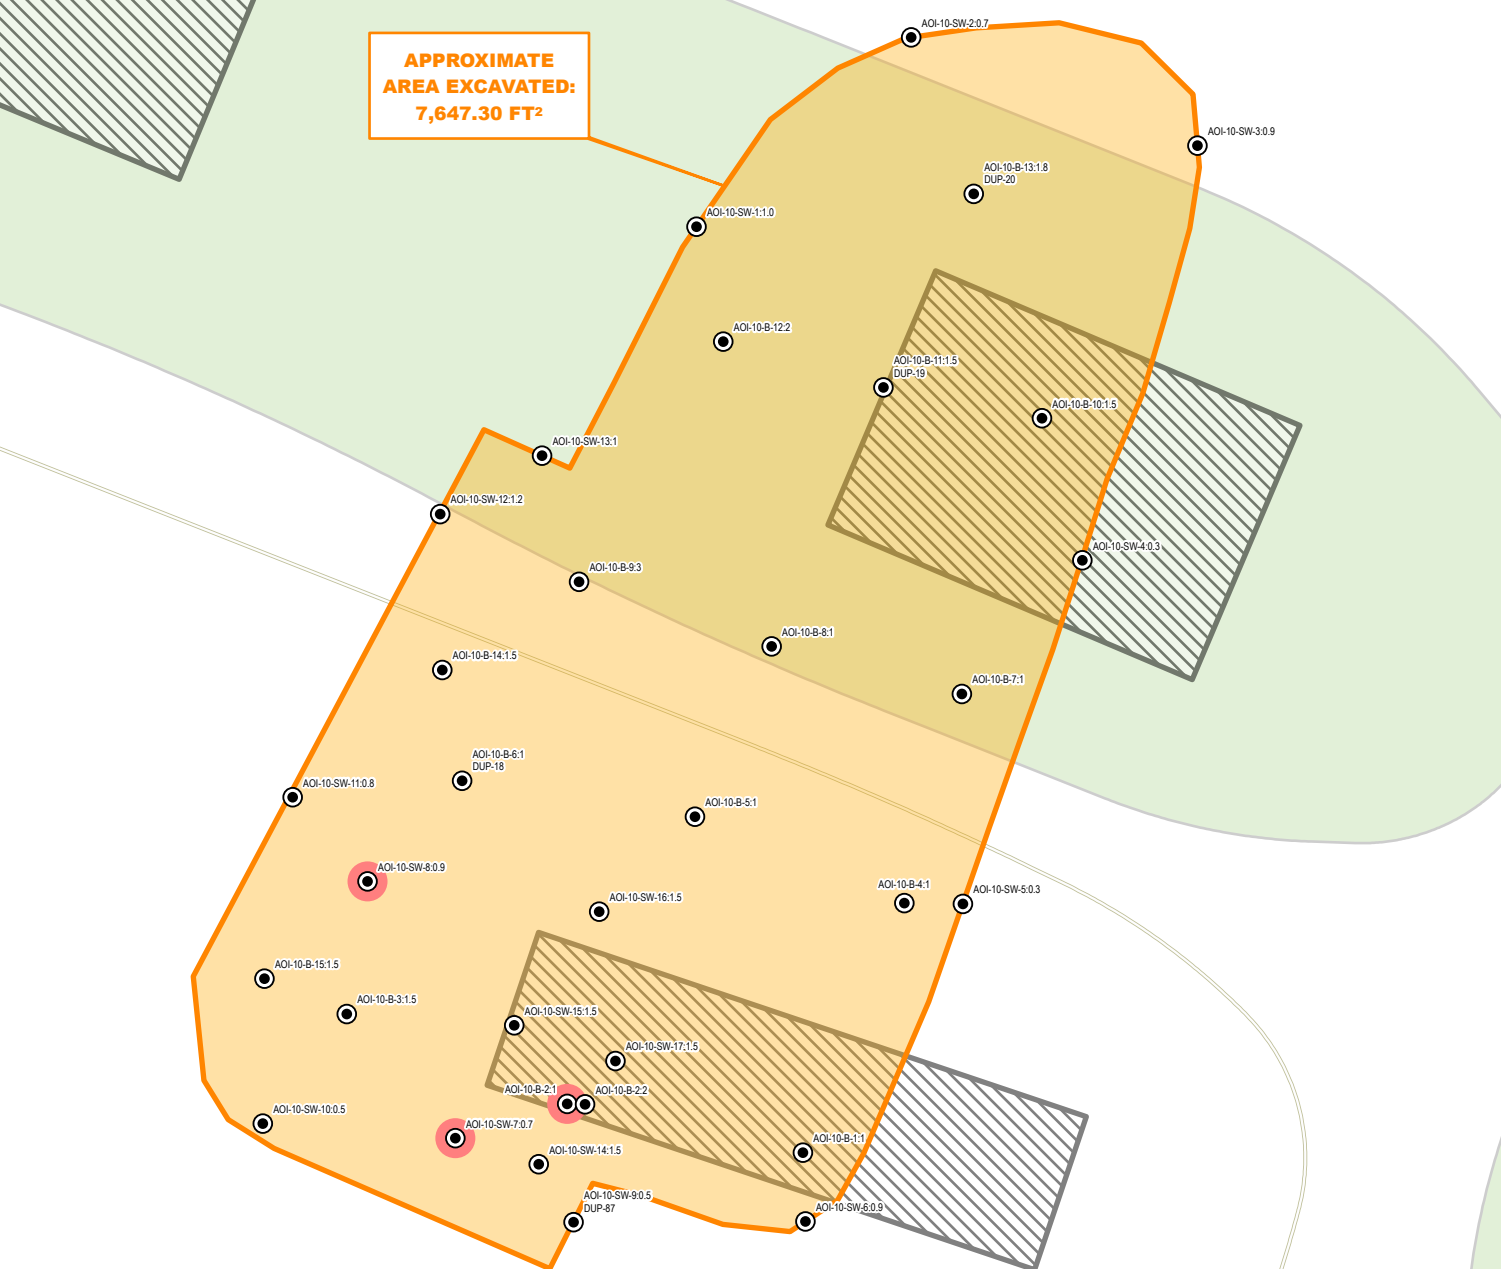 AOI-10-SW-2:0.7
APPROXIMATE
AREA EXCAVATED:
7,647.30 FT²
AOI-10-SW-3:0.9
AOI-10-B-13:1.8
DUP-20
AOI-10-SW-1:1.0
AOI-10-B-12:2
AOI-10-B-11:1.5
DUP-19
AOI-10-B-10:1.5
AOI-10-SW-13:1
AOI-10-SW-12:1.2
AOI-10-SW-4:0.3
AOI-10-B-9:3
AOI-10-B-8:1
AOI-10-B-14:1.5
AOI-10-B-7:1
AOI-10-B-6:1
DUP-18
AOI-10-SW-11:0.8
AOI-10-B-5:1
AOI-10-SW-8:0.9
AOI-10-B-4:1
AOI-10-SW-5:0.3
AOI-10-SW-16:1.5
AOI-10-B-15:1.5
AOI-10-B-3:1.5
AOI-10-SW-15:1.5
AOI-10-SW-17:1.5
AOI-10-B-2:1
AOI-10-B-2:2
AOI-10-SW-10:0.5
AOI-10-SW-7:0.7
AOI-10-B-1:1
AOI-10-SW-14:1.5
AOI-10-SW-9:0.5
DUP-87
AOI-10-SW-6:0.9